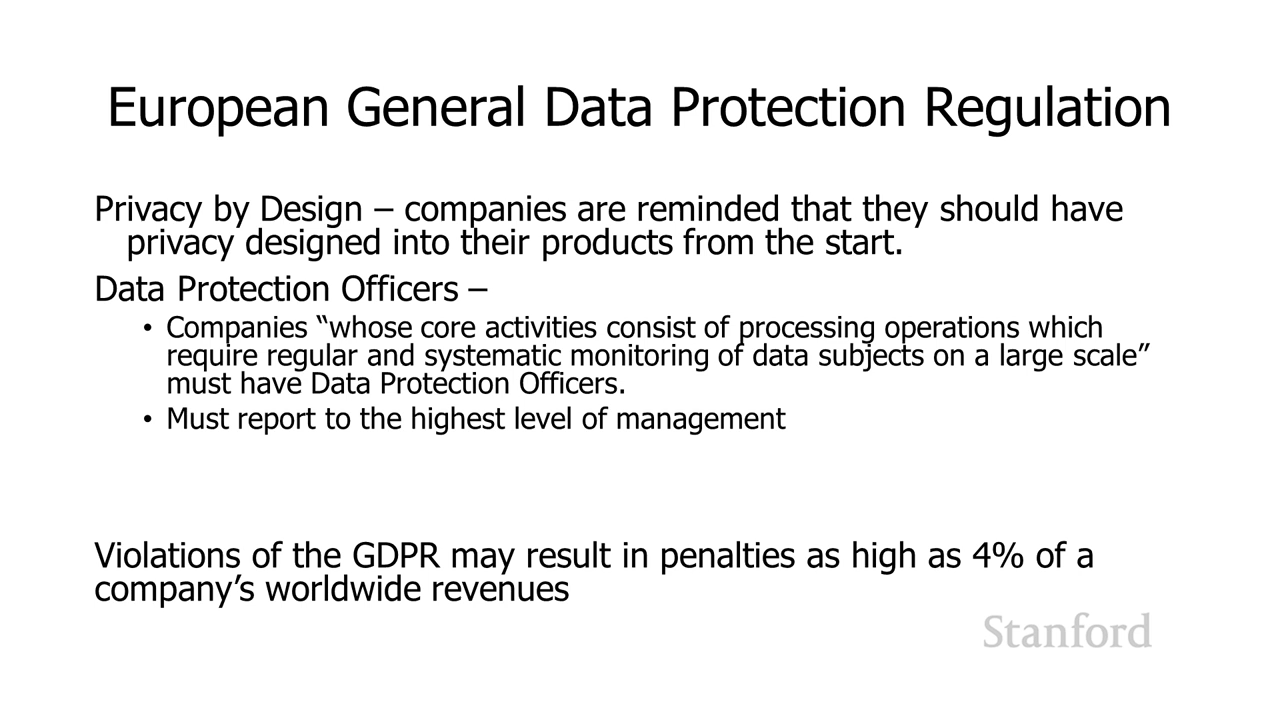 European General Data Protection Regulation
Privacy by Design – companies are reminded that they should have
privacy designed into their products from the start.
Data Protection Officers –
• Companies “whose core activities consist of processing operations which
require regular and systematic monitoring of data subjects on a large scale”
must have Data Protection Officers.
• Must report to the highest level of management
Violations of the GDPR may result in penalties as high as 4% of a
company’s worldwide revenues
Stanford